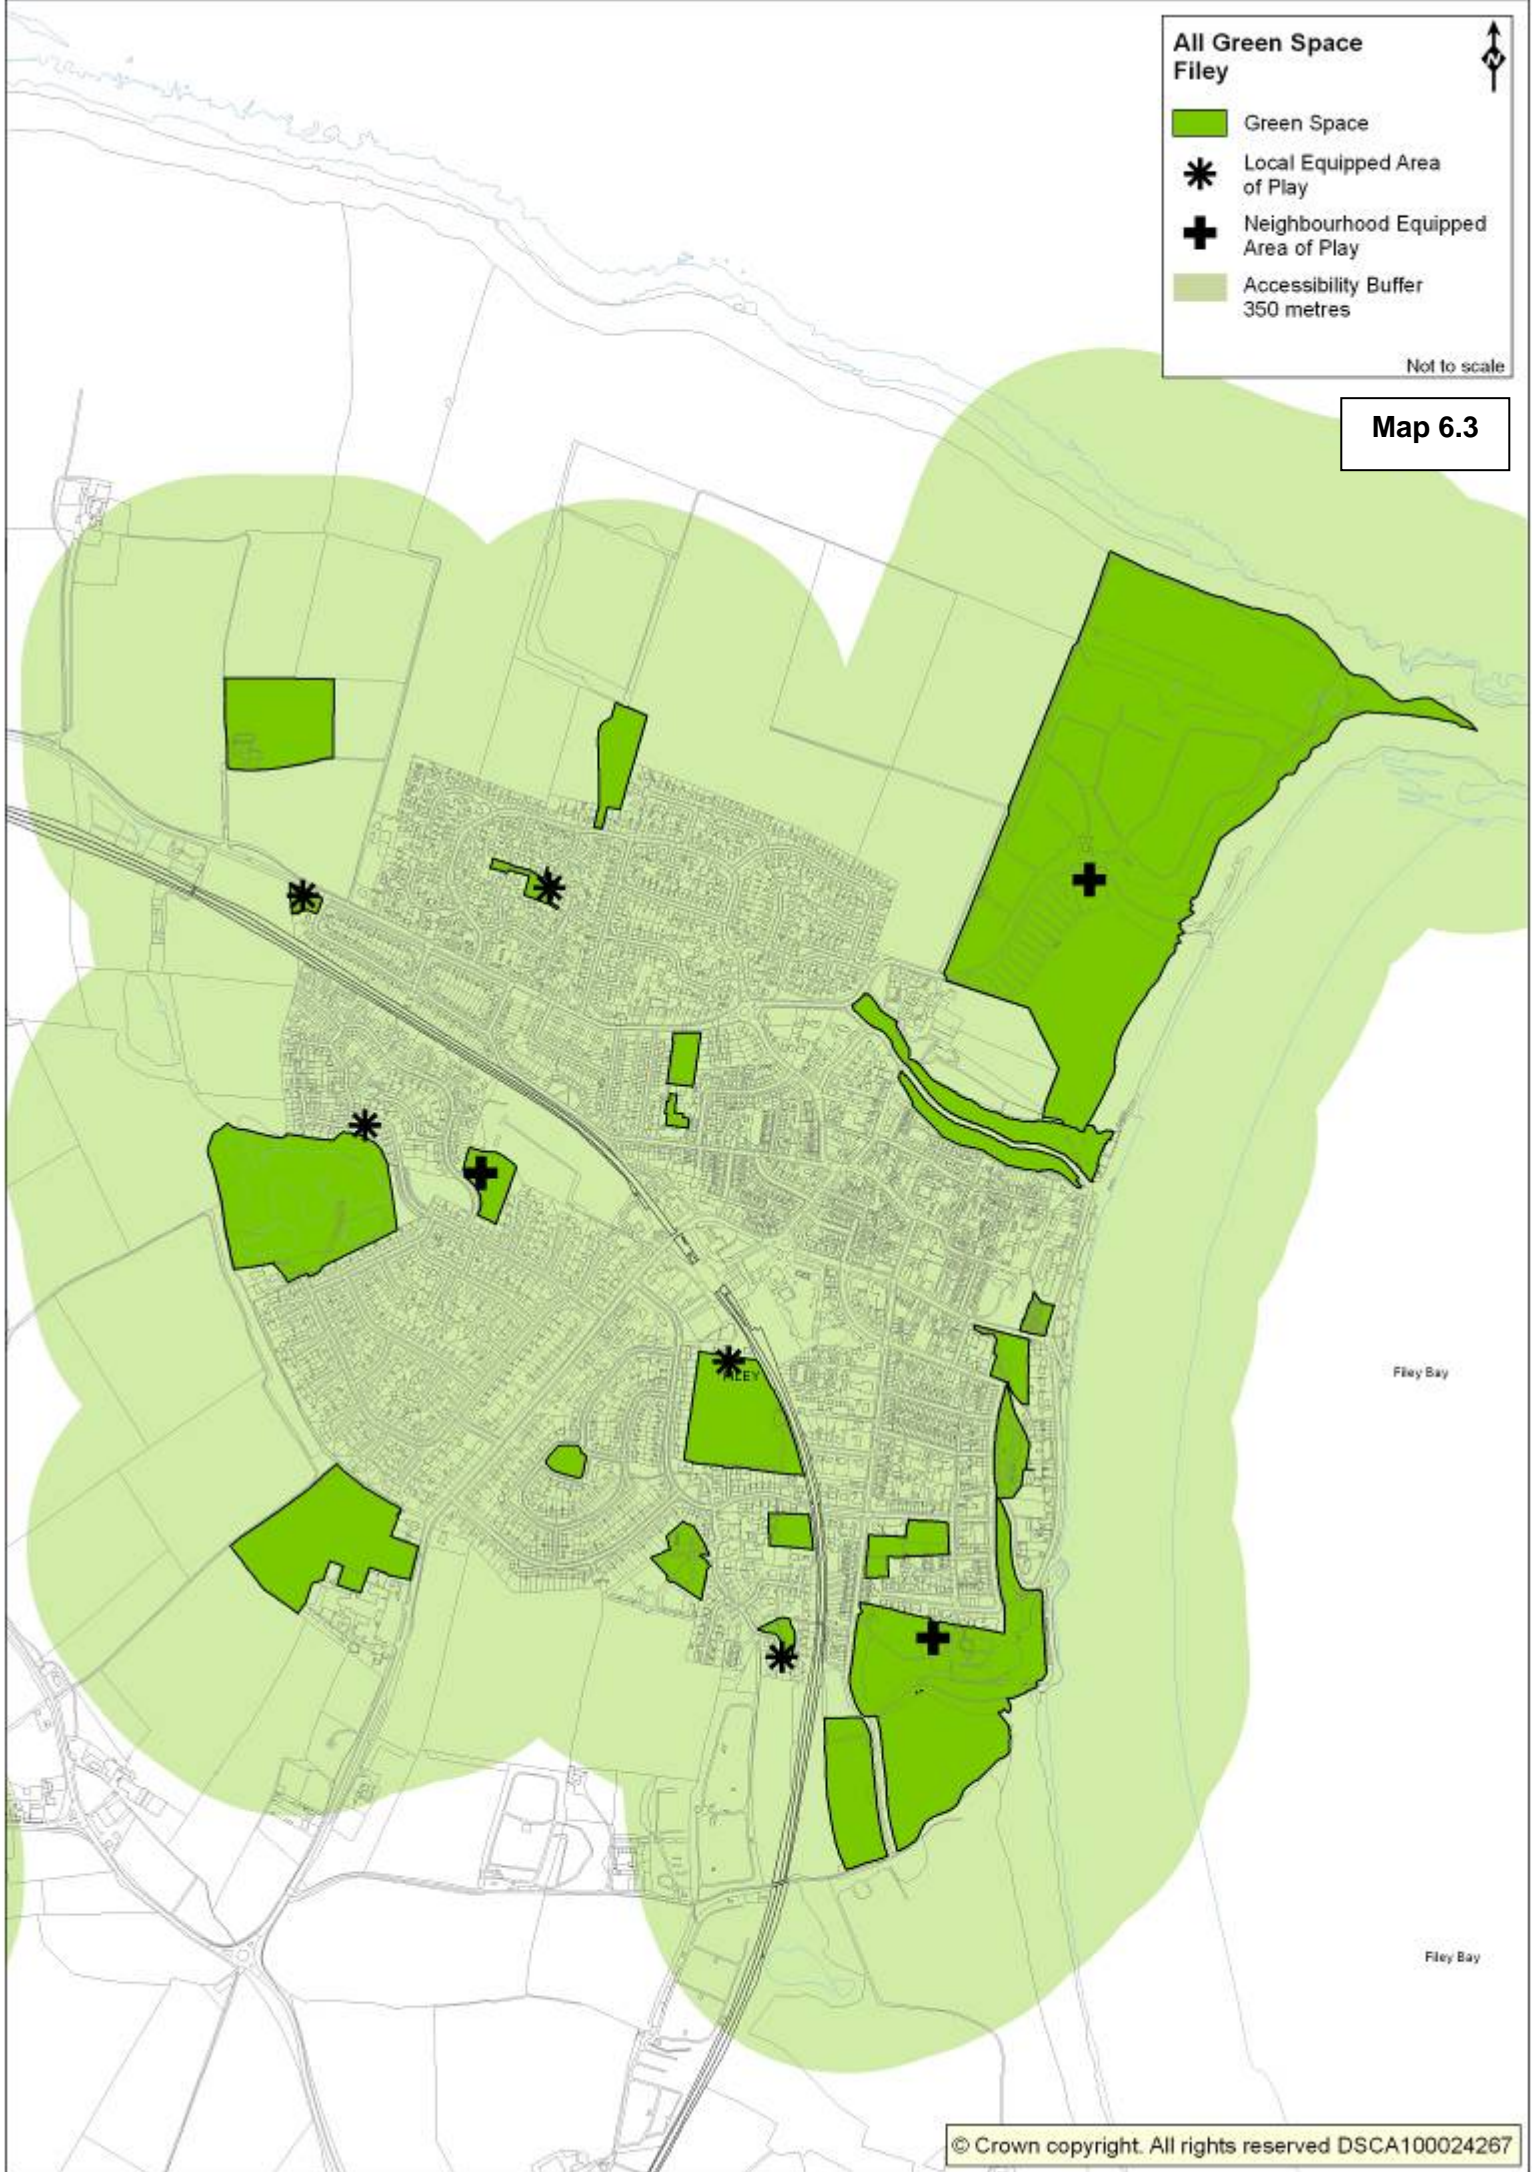 All Green Space
Filey
Green Space
Local Equipped Area
of Play
Neighbourhood Equipped
Area of Play
Accessibility Buffer
350 metres
Not to scale
Map 6.3
Filey Bay
Filey Bay
© Crown copyright. All rights reserved DSCA100024267